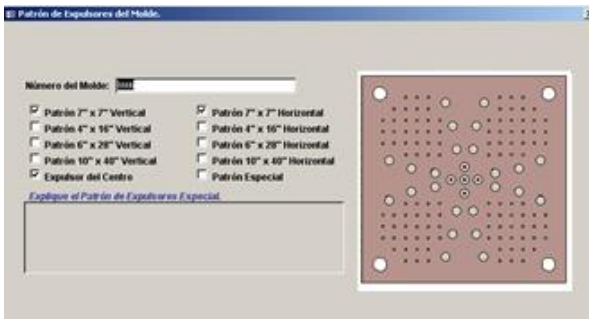 Patrón de Expulsores del Molde.
Número del Molde:
Patrón 7" x 7" Vertical
Patrón 7" x 7" Horizontal
Patrón 4" x 16" Vertical
Patrón 4" x 16" Horizontal
Patrón 6" x 28" Vertical
Patrón 6" x 28" Horizontal
Patrón 10" x 40" Vertical
Patrón 10" x 40" Horizontal
Expulsor del Centro
Patrón Especial
Explique el Patrón de Expulsores Especial.